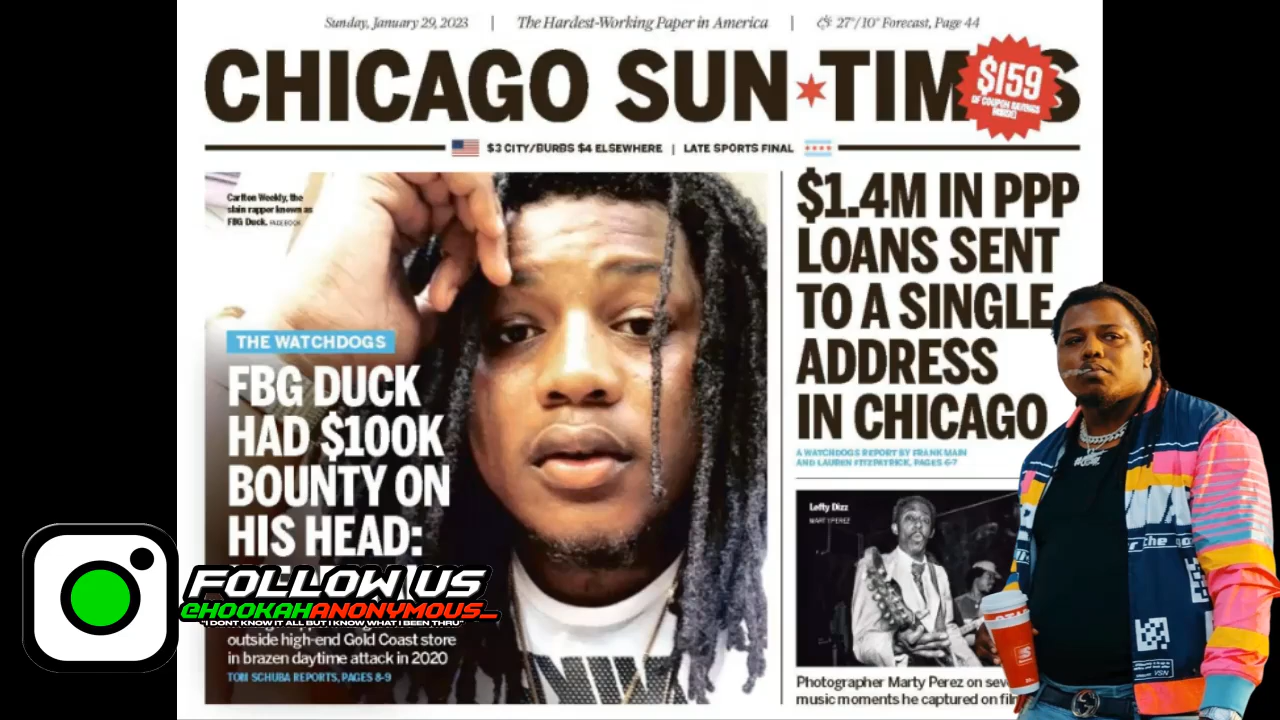 Sunday, January 29, 2023 | The Hardest-Working Paper in America | 27°/10° Forecast, Page 44
CHICAGO SUN TIMES
$159
OF COUPON SAVINGS
INSIDE!
$3 CITY/BURBS $4 ELSEWHERE | LATE SPORTS FINAL
Carlton Weekly, the
slain rapper known as
FBG Duck. FACEBOOK
THE WATCHDOGS
FBG DUCK
HAD $100K
BOUNTY ON
HIS HEAD:
outside high-end Gold Coast store
in brazen daytime attack in 2020
TOM SCHUBA REPORTS, PAGES 8-9
$1.4M IN PPP
LOANS SENT
TO A SINGLE
ADDRESS
IN CHICAGO
A WATCHDOGS REPORT BY FRANK MAIN
AND LAUREN FITZPATRICK, PAGES 6-7
Lefty Dizz
MARTY PEREZ
Photographer Marty Perez on
music moments he captured on
FOLLOW US
@HOOKAHANONYMOUS_
"I DONT KNOW IT ALL BUT I KNOW WHAT I BEEN THRU"